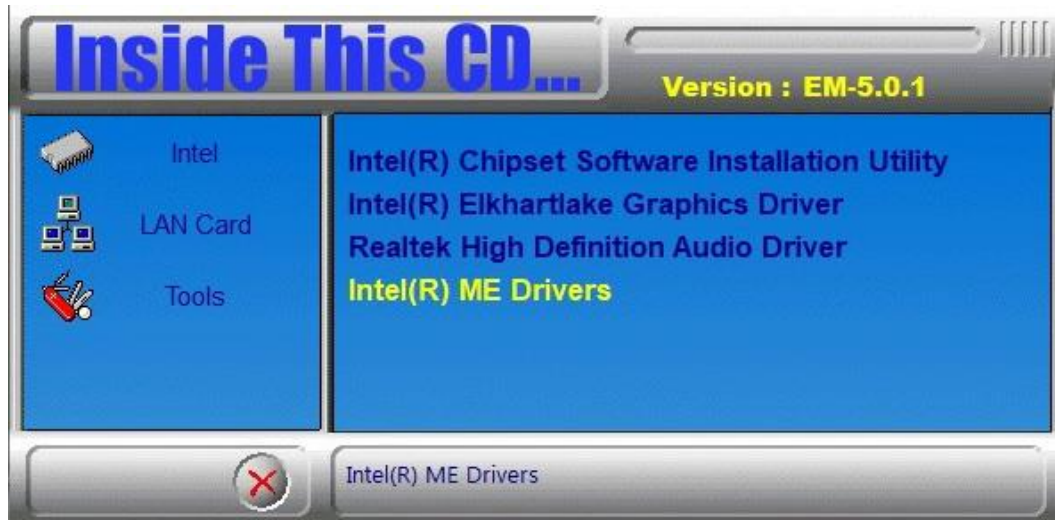 Inside This CD...
Version : EM-5.0.1
Intel
LAN Card
Tools
Intel(R) Chipset Software Installation Utility
Intel(R) Elkhartlake Graphics Driver
Realtek High Definition Audio Driver
Intel(R) ME Drivers
Intel(R) ME Drivers